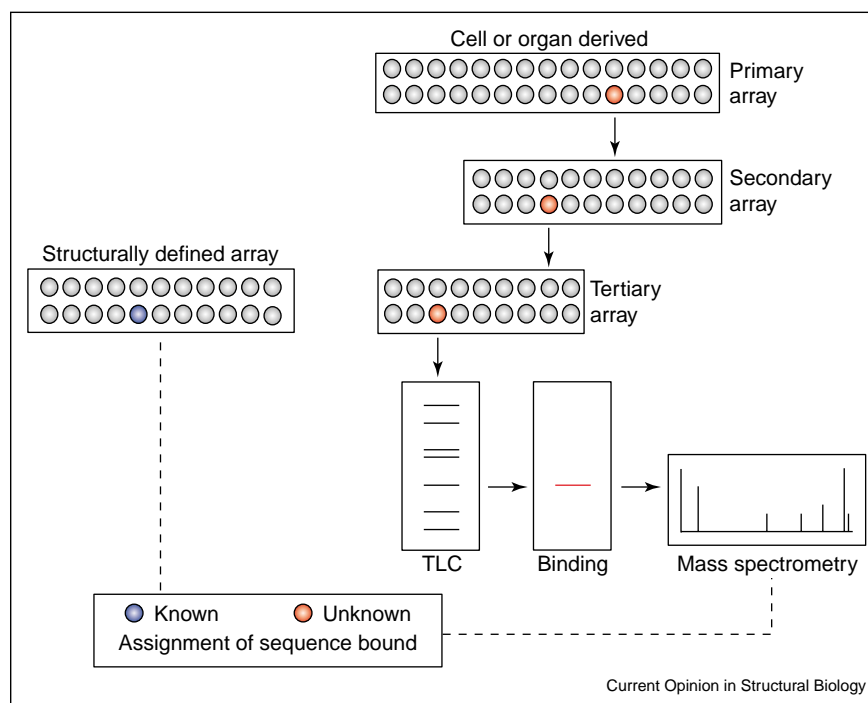 Cell or organ derived
Primary
array
Secondary
array
Structurally defined array
Tertiary
array
TLC
Binding
Mass spectrometry
Known
Unknown
Assignment of sequence bound
Current Opinion in Structural Biology